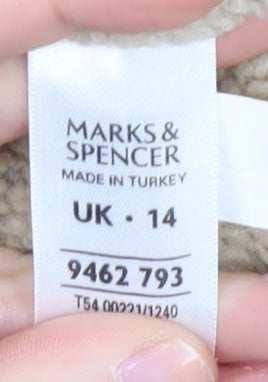 MARKS &
SPENCER
MADE IN TURKEY
UK · 14
9462 793
T54 00221/1240